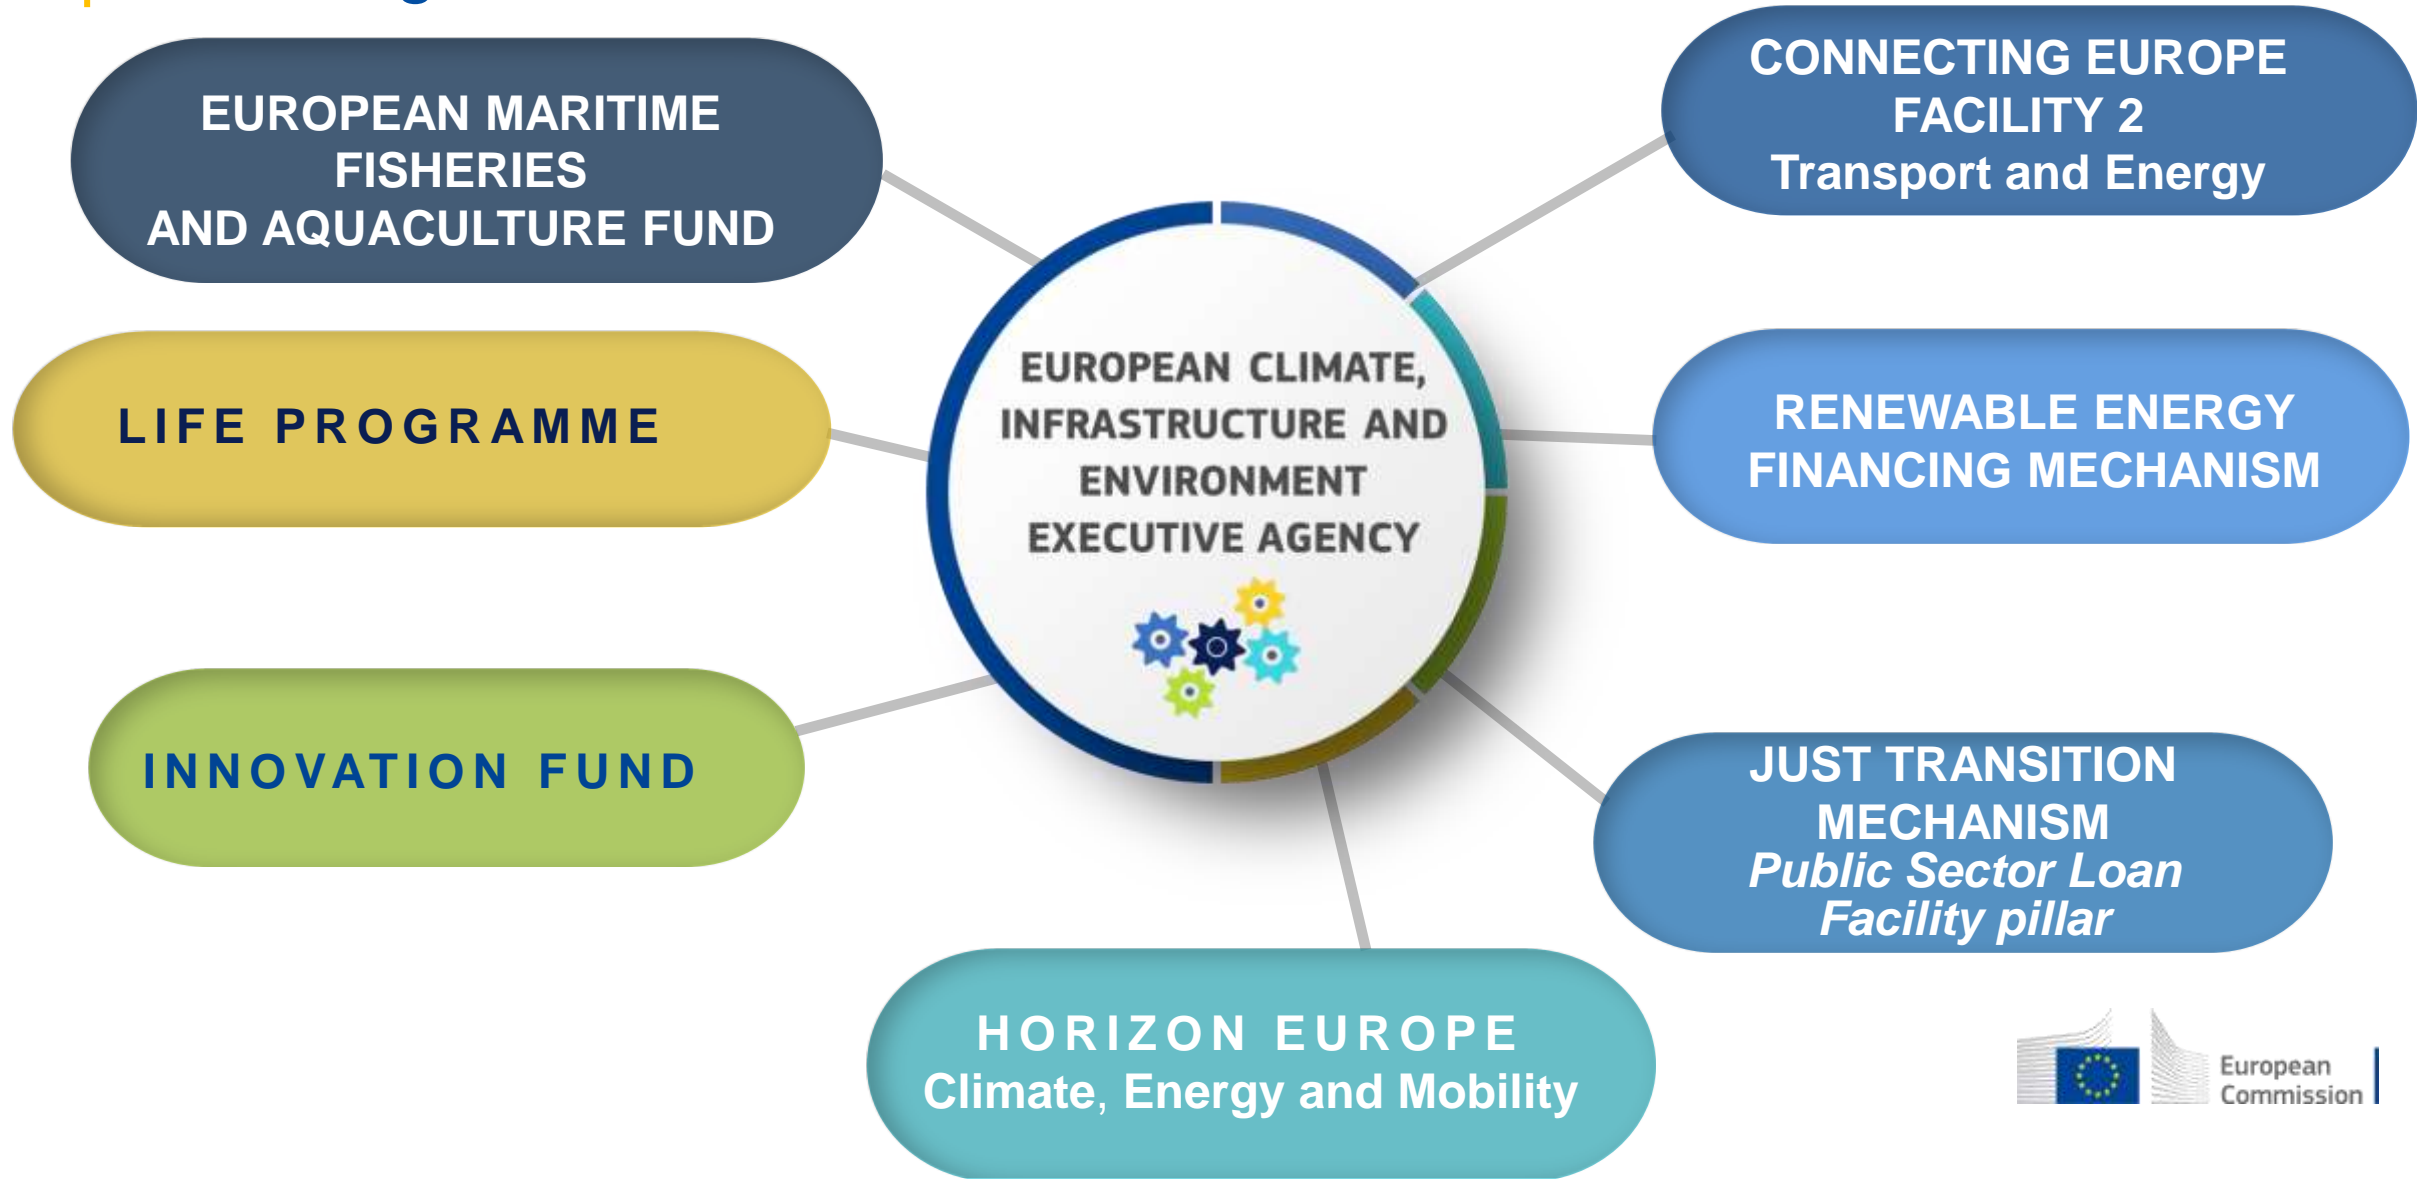 EUROPEAN MARITIME
FISHERIES
AND AQUACULTURE FUND
LIFE PROGRAMME
INNOVATION FUND
EUROPEAN CLIMATE,
INFRASTRUCTURE AND
ENVIRONMENT
EXECUTIVE AGENCY
CONNECTING EUROPE
FACILITY 2
Transport and Energy
RENEWABLE ENERGY
FINANCING MECHANISM
JUST TRANSITION
MECHANISM
Public Sector Loan
Facility pillar
HORIZON EUROPE
Climate, Energy and Mobility
European
Commission